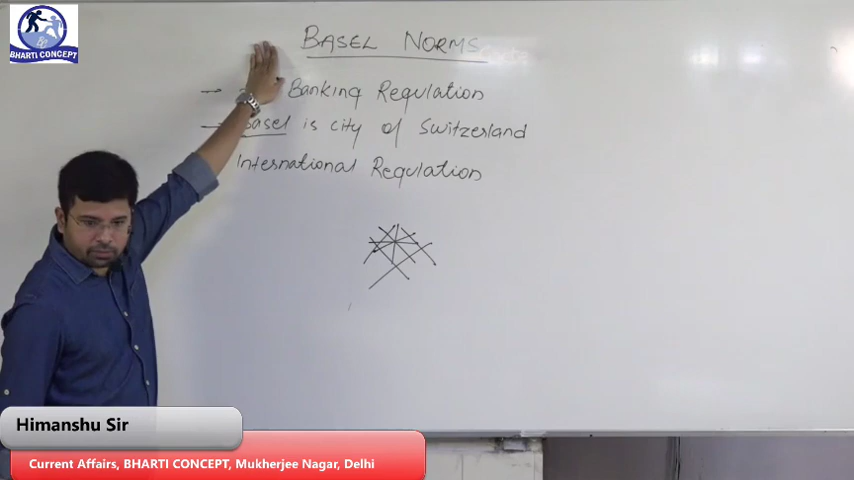 BHARTI CONCEPT
BASEL NORMS
→ Banking Regulation
→ Basel is city of Switzerland
International Regulation
Himanshu Sir
Current Affairs, BHARTI CONCEPT, Mukherjee Nagar, Delhi